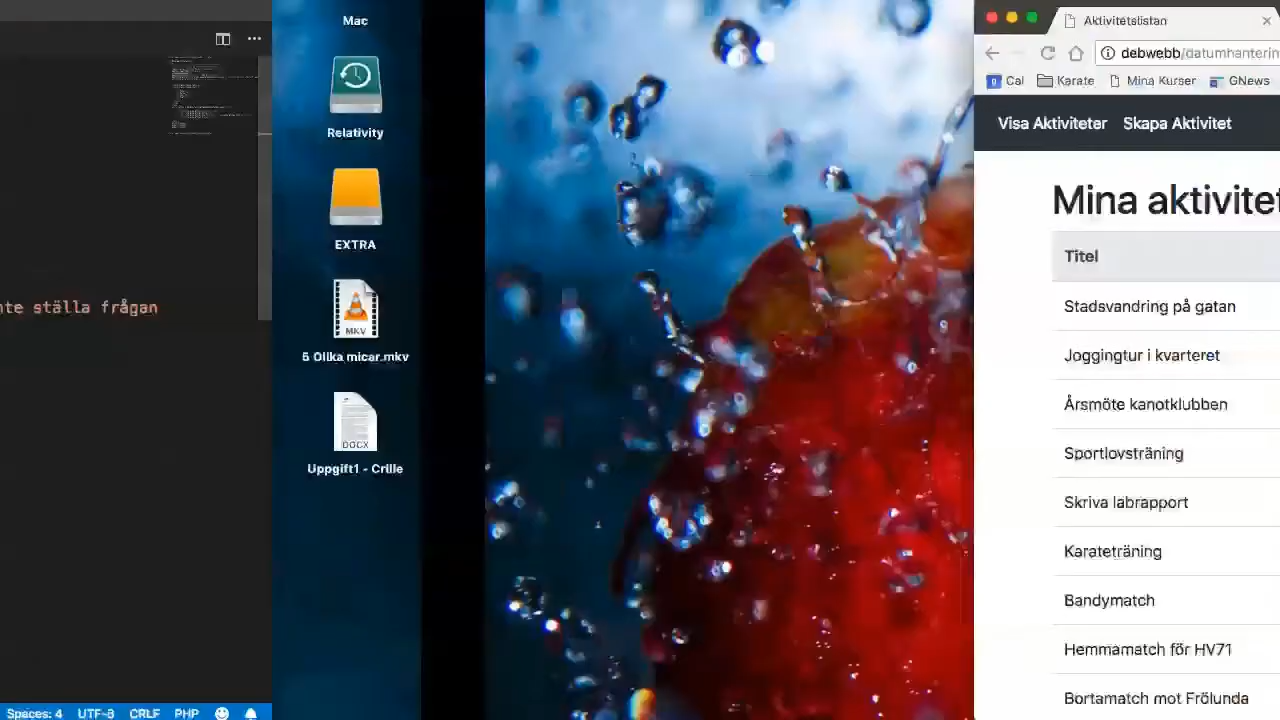 nte ställa frågan
Spaces: 4 UTF-8 CRLF PHP
Mac
Relativity
EXTRA
MKV
5 Olika micar.mkv
DOCX
Uppgift1 - Crille
Aktivitetslistan
debwebb/datumhanterin
Cal Karate Mina Kurser GNews
Visa Aktiviteter Skapa Aktivitet
Mina aktivitet
Titel
Stadsvandring på gatan
Joggingtur i kvarteret
Årsmöte kanotklubben
Sportlovsträning
Skriva labrapport
Karateträning
Bandymatch
Hemmamatch för HV71
Bortamatch mot Frölunda